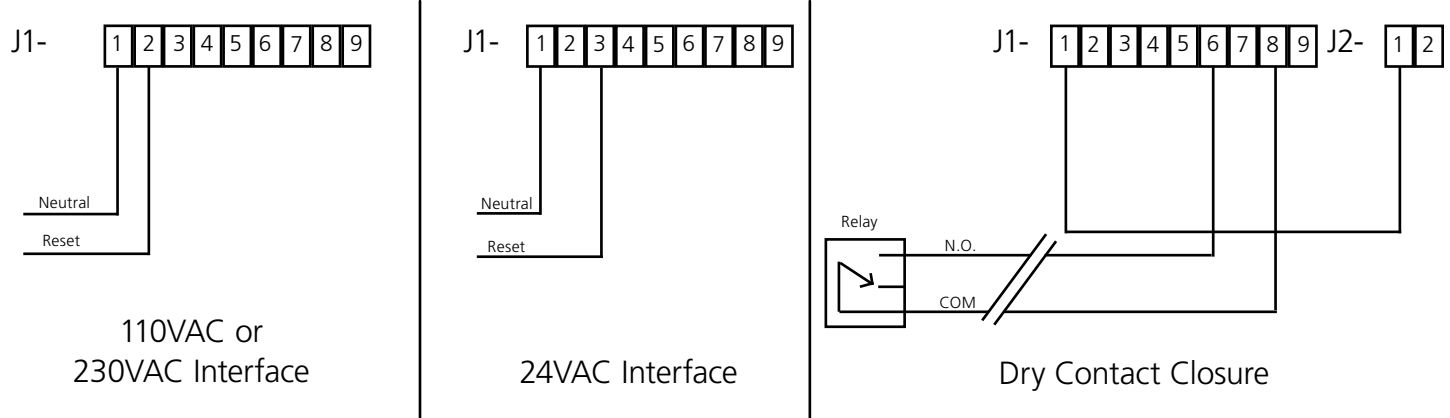 J1- 1 2 3 4 5 6 7 8 9
Neutral
Reset
110VAC or
230VAC Interface
J1- 1 2 3 4 5 6 7 8 9
Neutral
Reset
24VAC Interface
J1- 1 2 3 4 5 6 7 8 9 J2- 1 2
Relay
N.O.
COM
Dry Contact Closure